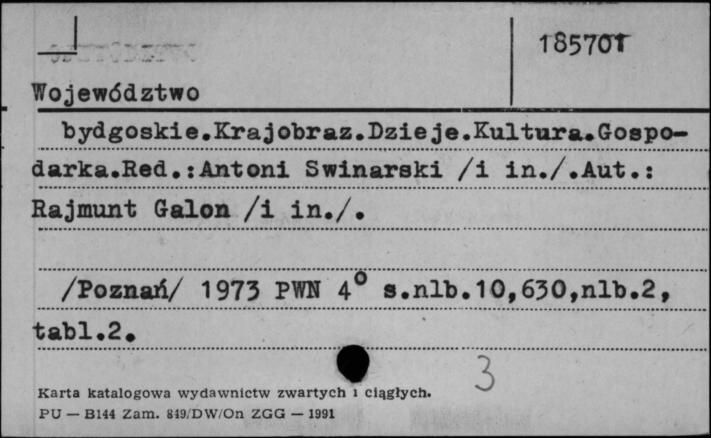 185701
Województwo
bydgoskie.Krajobraz.Dzieje.Kultura.Gospo-
darka.Red.:Antoni Swinarski /i in./.Aut.:
Rajmunt Galon /i in./.
/Poznań/ 1973 PWN 4° s.nlb.10,630,nlb.2,
tabl.2.
3
Karta katalogowa wydawnictw zwartych i ciągłych.
PU — B144 Zam. 849/DW/On ZGG — 1991